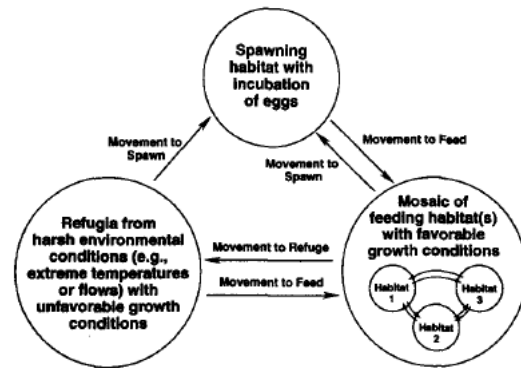 Spawning
habitat with
incubation
of eggs
Movement to
Spawn
Movement to Feed
Movement to
Spawn
Refugia from
harsh environmental
conditions (e.g.,
extreme temperatures
or flows) with
unfavorable growth
conditions
Movement to Refuge
Movement to Feed
Mosaic of
feeding habitat(s)
with favorable
growth conditions
Habitat
1
Habitat
3
Habitat
2